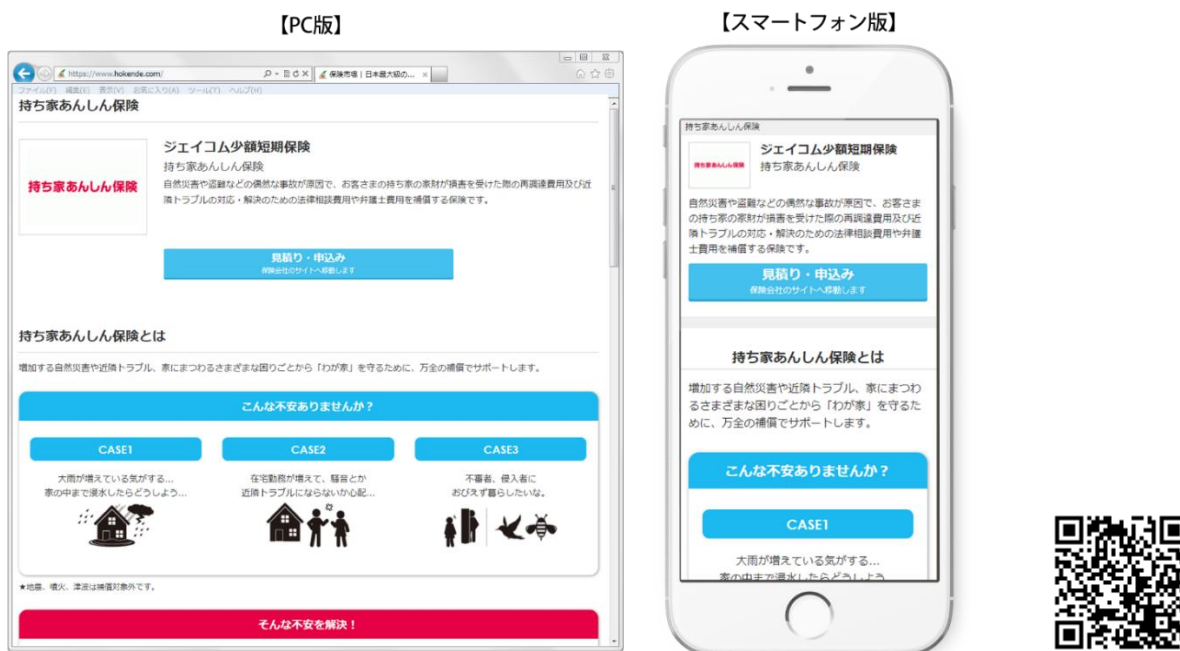 【PC版】
https://www.hokende.com/
保険市場 | 日本最大級の...
ファイル(F) 編集(E) 表示(V) お気に入り(A) ツール(T) ヘルプ(H)
持ち家あんしん保険
持ち家あんしん保険
ジェイコム少額短期保険
持ち家あんしん保険
自然災害や盗難などの偶然な事故が原因で、お客さまの持ち家の家財が損害を受けた際の再調達費用及び近
隣トラブルの対応・解決のための法律相談費用や弁護士費用を補償する保険です。
見積り・申込み
保険会社のサイトへ移動します
持ち家あんしん保険とは
増加する自然災害や近隣トラブル、家にまつわるさまざまな困りごとから「わが家」を守るために、万全の補償でサポートします。
こんな不安ありませんか？
CASE1
大雨が増えている気がする...
家の中まで浸水したらどうしよう...
CASE2
在宅勤務が増えて、騒音とか
近隣トラブルにならないか心配...
CASE3
不審者、侵入者に
おびえず暮らしたいな。
★地震、噴火、津波は補償対象外です。
そんな不安を解決！
【スマートフォン版】
持ち家あんしん保険
持ち家あんしん保険
ジェイコム少額短期保険
持ち家あんしん保険
自然災害や盗難などの偶然な事故が原因で、お客さま
の持ち家の家財が損害を受けた際の再調達費用及び近
隣トラブルの対応・解決のための法律相談費用や弁護
士費用を補償する保険です。
見積り・申込み
保険会社のサイトへ移動します
持ち家あんしん保険とは
増加する自然災害や近隣トラブル、家にまつわ
るさまざまな困りごとから「わが家」を守るた
めに、万全の補償でサポートします。
こんな不安ありませんか？
CASE1
大雨が増えている気がする...
家の中まで浸水したらどうしよう